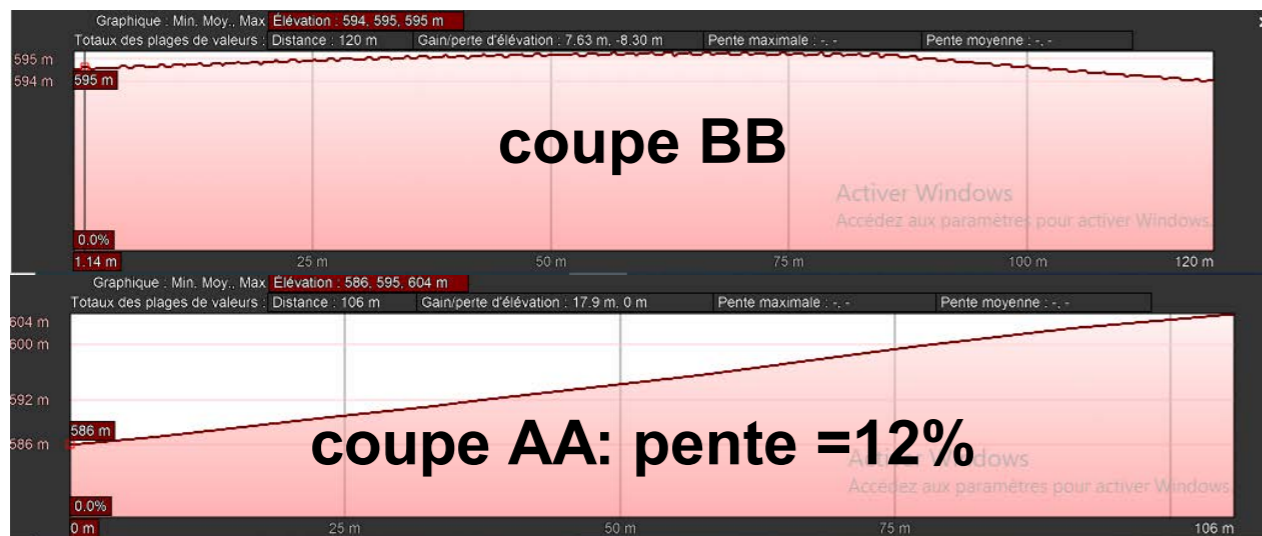 Graphique : Min. Moy., Max Élévation : 594, 595, 595 m
Totaux des plages de valeurs : Distance : 120 m Gain/perte d'élévation : 7.63 m, -8.30 m Pente maximale : -, - Pente moyenne : -, -
595 m
594 m 595 m
coupe BB
Activer Windows
Accédez aux paramètres pour activer Windows.
0.0%
1.14 m 25 m 50 m 75 m 100 m 120 m
Graphique : Min. Moy., Max Élévation : 586, 595, 604 m
Totaux des plages de valeurs : Distance : 106 m Gain/perte d'élévation : 17.9 m, 0 m Pente maximale : -, - Pente moyenne : -, -
604 m
600 m
592 m
586 m
586 m
coupe AA: pente =12%
Activer Windows
Accédez aux paramètres pour activer Windows
0.0%
0 m 25 m 50 m 75 m 106 m